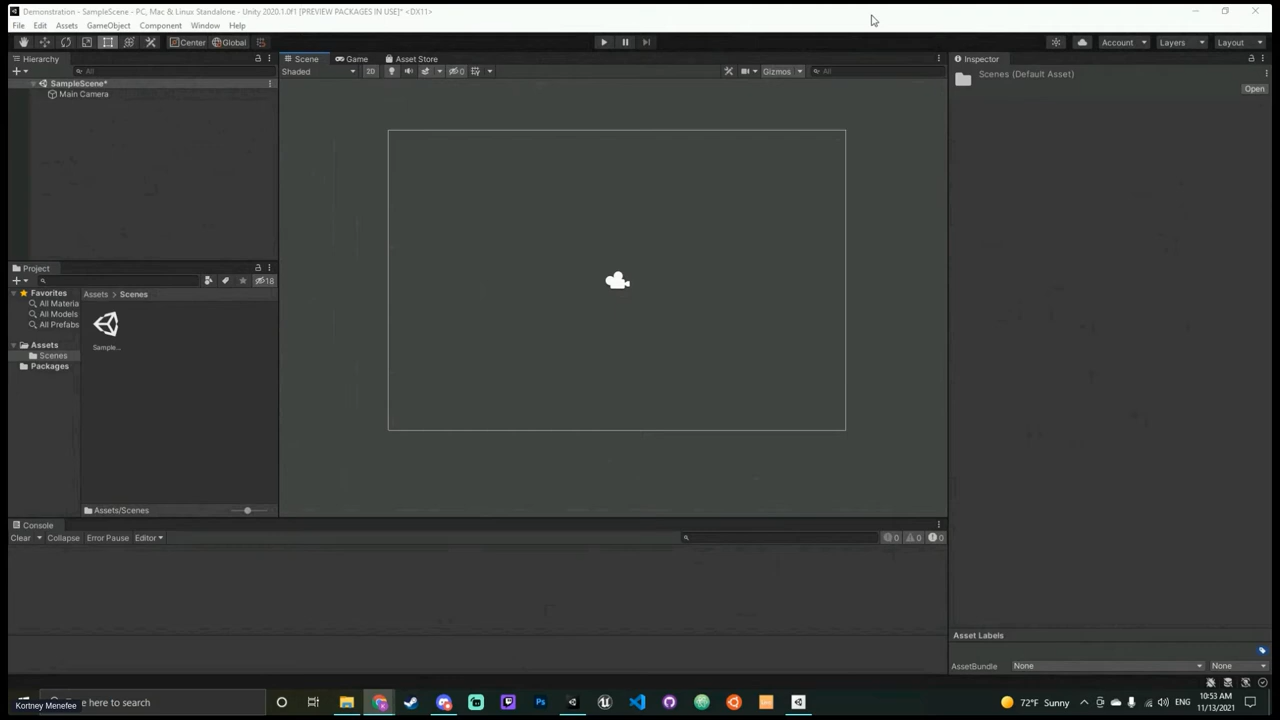 Demonstration - SampleScene - PC, Mac & Linux Standalone - Unity 2020.1.0f1 [PREVIEW PACKAGES IN USE]* <DX11>
File Edit Assets GameObject Component Window Help
Center Global Account Layers Layout
Hierarchy Scene Game Asset Store Inspector
All Shaded 2D 0 Gizmos All
Scenes (Default Asset)
SampleScene*
Open
Main Camera
Project
18
Favorites Assets > Scenes
All Materia
All Models
All Prefabs
Assets Sample...
Scenes
Packages
Assets/Scenes
Console
Clear Collapse Error Pause Editor 0 0 0
Asset Labels
AssetBundle None None
Type here to search 72°F Sunny ENG 10:53 AM
11/13/2021
Kortney Menefee